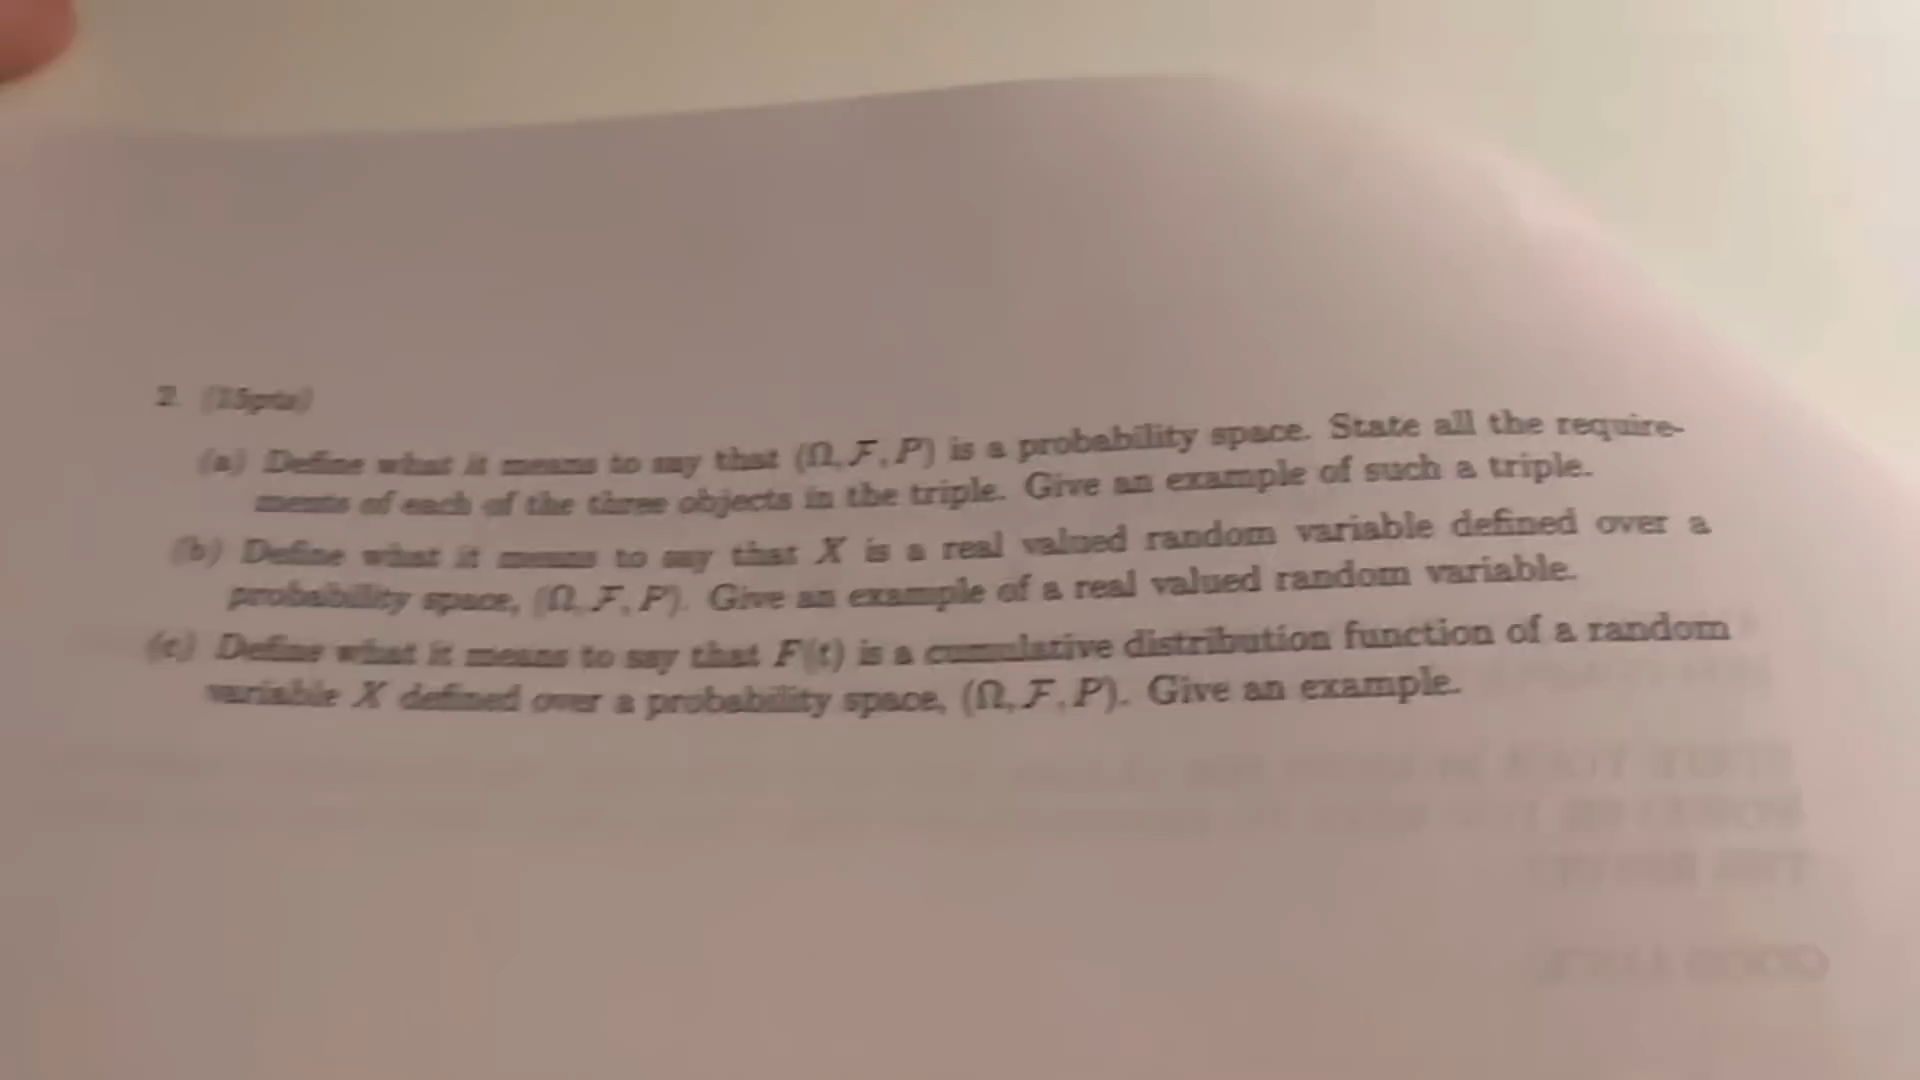 2. (15pts)
(a) Define what it means to say that (Ω, F, P) is a probability space. State all the require-
ments of each of the three objects in the triple. Give an example of such a triple.
(b) Define what it means to say that X is a real valued random variable defined over a
probability space, (Ω, F, P). Give an example of a real valued random variable.
(c) Define what it means to say that F(t) is a cumulative distribution function of a random
variable X defined over a probability space, (Ω, F, P). Give an example.
GOOD LUCK